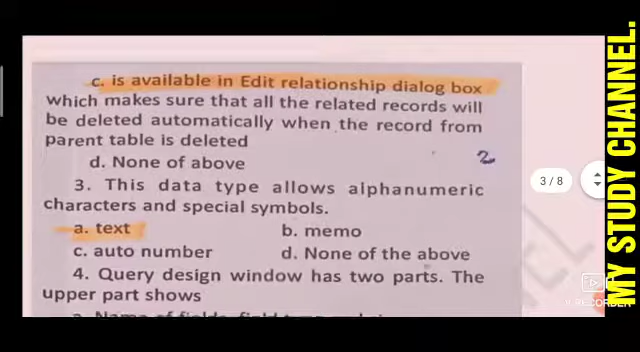 c. is available in Edit relationship dialog box
which makes sure that all the related records will
be deleted automatically when the record from
parent table is deleted
d. None of above
2
3. This data type allows alphanumeric
characters and special symbols.
a. text b. memo
c. auto number d. None of the above
4. Query design window has two parts. The
upper part shows
3/8
MY STUDY CHANNEL.
RECORDER